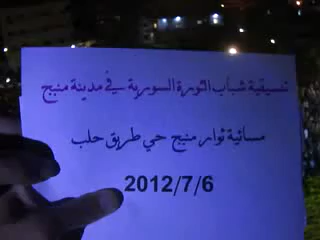 تنسيقية شباب الثورة السورية في مدينة منبج
مسائية ثوار منبج حي طريق حلب
2012/7/6